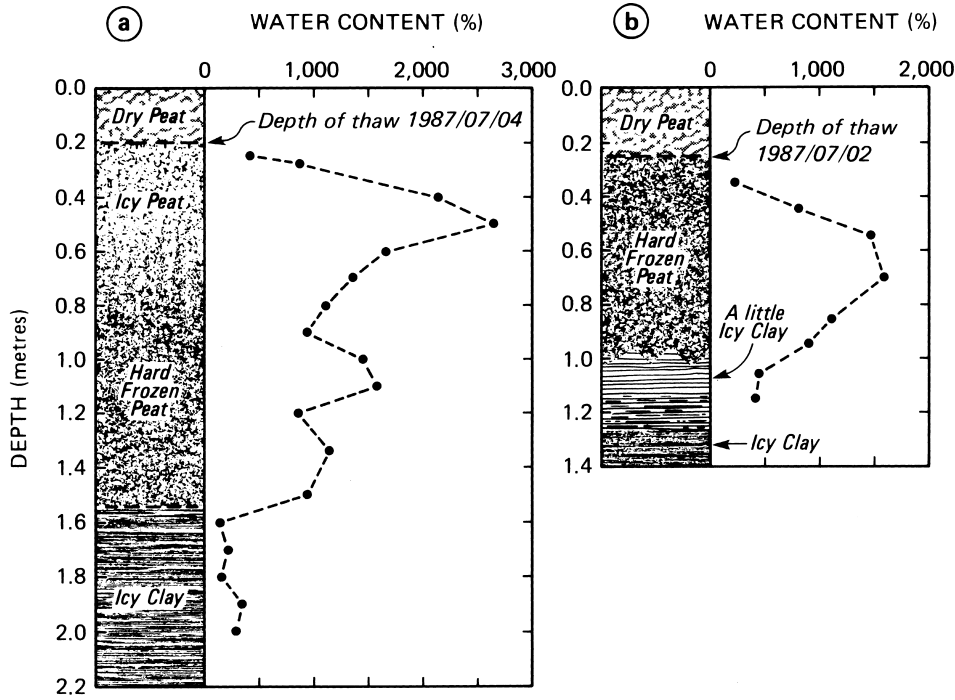 a
WATER CONTENT (%)
0 1,000 2,000 3,000
DEPTH (metres)
0.0
0.2
0.4
0.6
0.8
1.0
1.2
1.4
1.6
1.8
2.0
2.2
Dry Peat
Depth of thaw 1987/07/04
Icy Peat
Hard
Frozen
Peat
Icy Clay
b
WATER CONTENT (%)
0 1,000 2,000
0.0
0.2
0.4
0.6
0.8
1.0
1.2
1.4
Dry Peat
Depth of thaw
1987/07/02
Hard
Frozen
Peat
A little
Icy Clay
Icy Clay